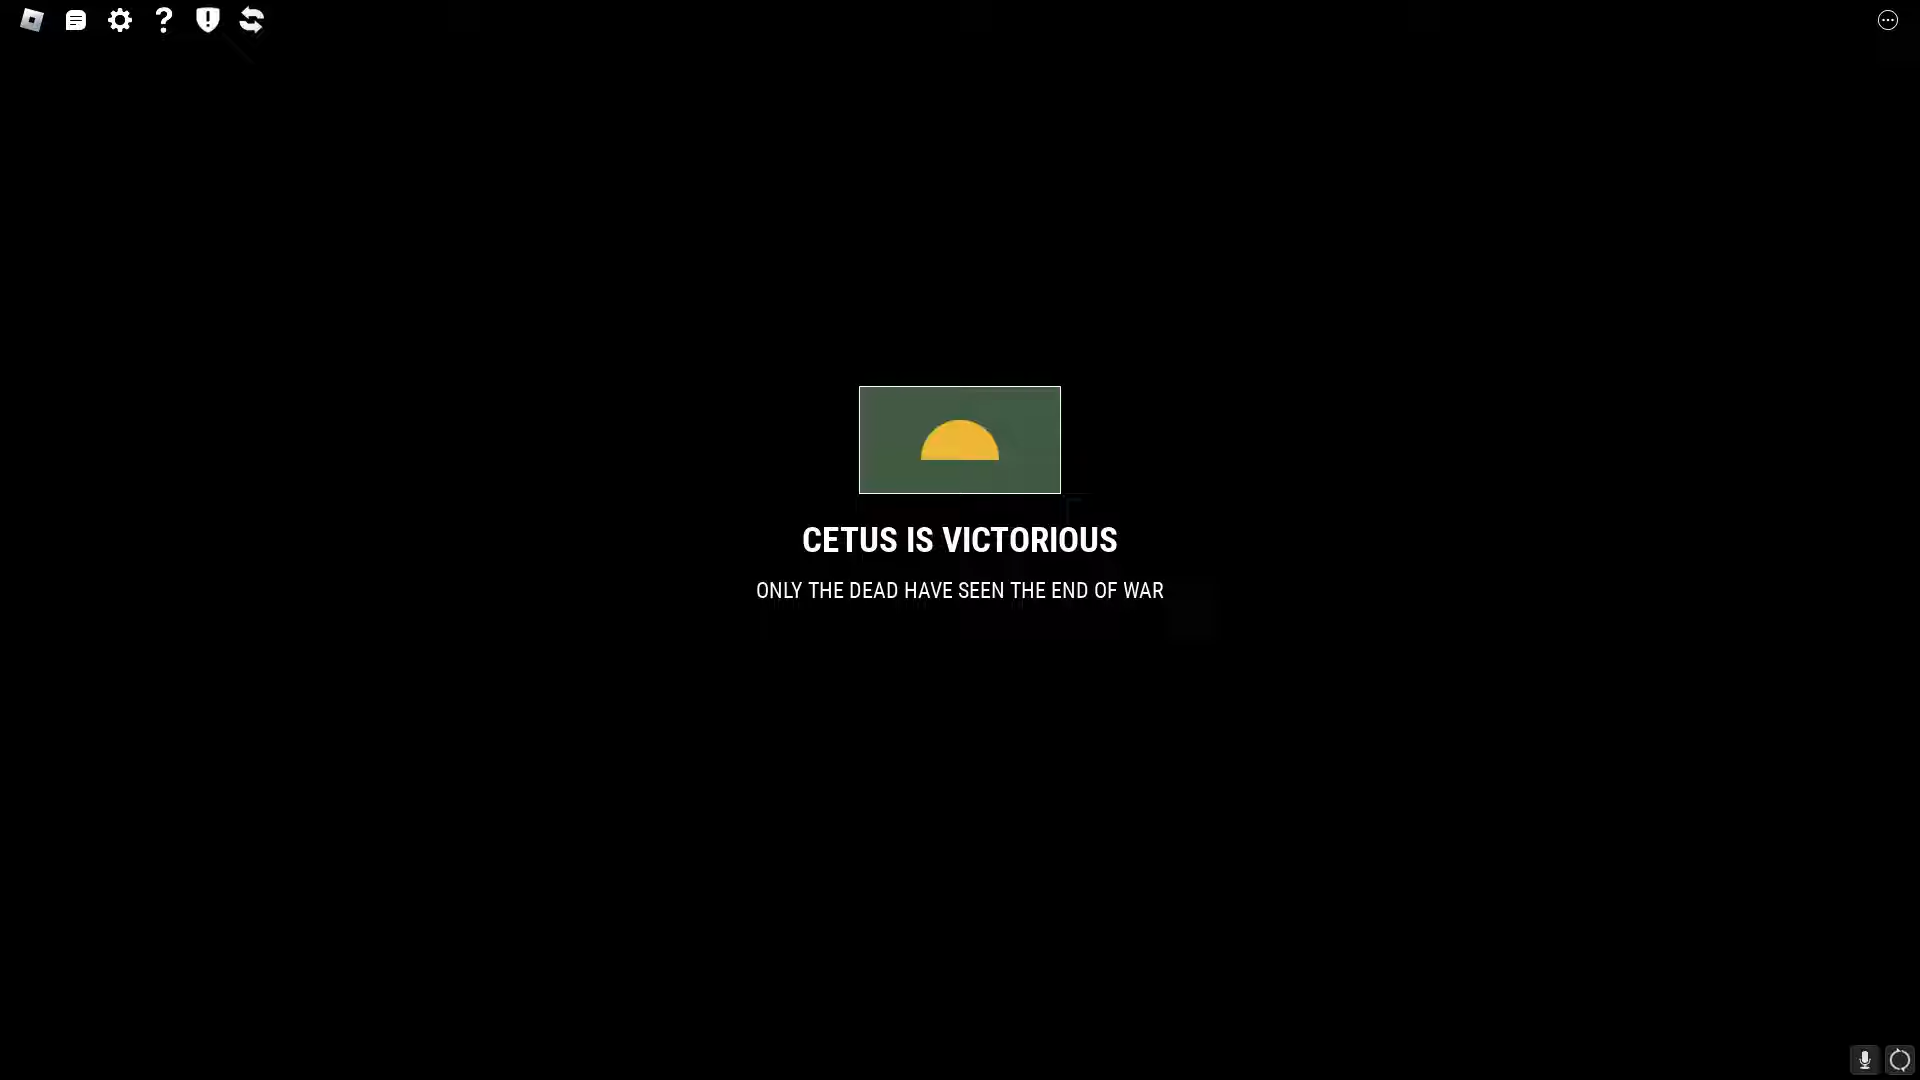 CETUS IS VICTORIOUS
ONLY THE DEAD HAVE SEEN THE END OF WAR